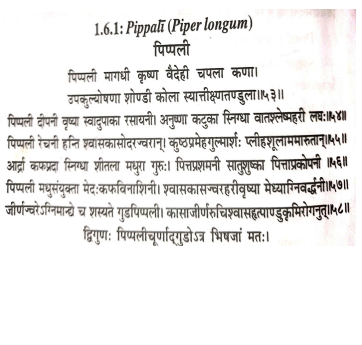 1.6.1: Pippalī (Piper longum)
पिप्पली
पिप्पली मागधी कृष्ण वैदेही चपला कणा।
उपकुल्योषणा शोण्डी कोला स्यात्तीक्ष्णतण्डुला॥५३॥
पिप्पली दीपनी वृष्या स्वादुपाका रसायनी। अनुष्णा कटुका स्निग्धा वातश्लेष्महरी लघुः॥५४॥
पिप्पली रेचनी हन्ति श्वासकासोदरज्वरान्। कुष्ठप्रमेहगुल्मार्शः प्लीहशूलाममारुतान्॥५५॥
आर्द्रा कफप्रदा स्निग्धा शीतला मधुरा गुरुः। पित्तप्रशमनी सातुशुष्का पित्ताप्रकोपनी ॥५६॥
पिप्पली मधुसंयुक्ता मेदःकफविनाशिनी। श्वासकासज्वरहरीवृष्या मेध्याग्निवर्द्धनी॥५७॥
जीर्णज्वरेऽग्निमान्द्ये च शस्यते गुडपिप्पली। कासाजीर्णरुचिश्वासहृत्पाण्डुकृमिरोगनुत्॥५८॥
द्विगुणः पिप्पलीचूर्णाद्गुडोऽत्र भिषजां मतः।